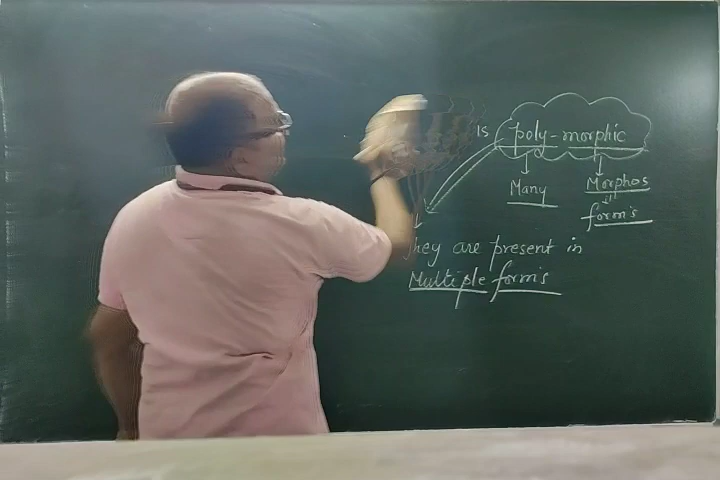 is poly-morphic
Many Morphos
form's
They are present in
Multiple form's